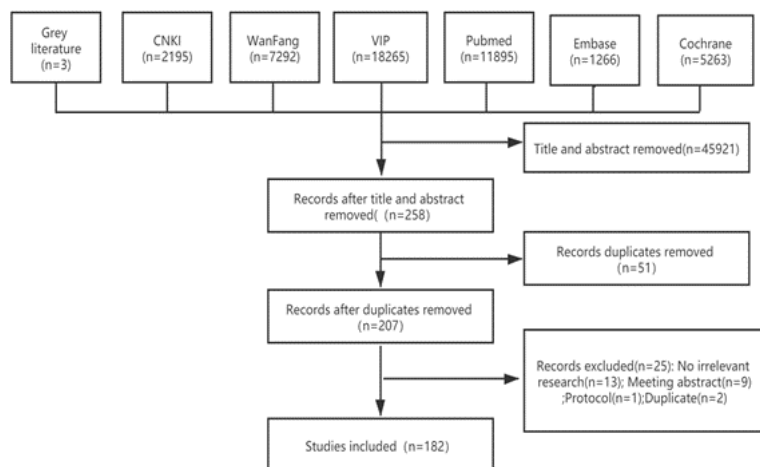 Grey
literature
(n=3)
CNKI
(n=2195)
WanFang
(n=7292)
VIP
(n=18265)
Pubmed
(n=11895)
Embase
(n=1266)
Cochrane
(n=5263)
Title and abstract removed(n=45921)
Records after title and abstract
removed( (n=258)
Records duplicates removed
(n=51)
Records after duplicates removed
(n=207)
Records excluded(n=25): No irrelevant
research(n=13); Meeting abstract(n=9)
;Protocol(n=1);Duplicate(n=2)
Studies included (n=182)